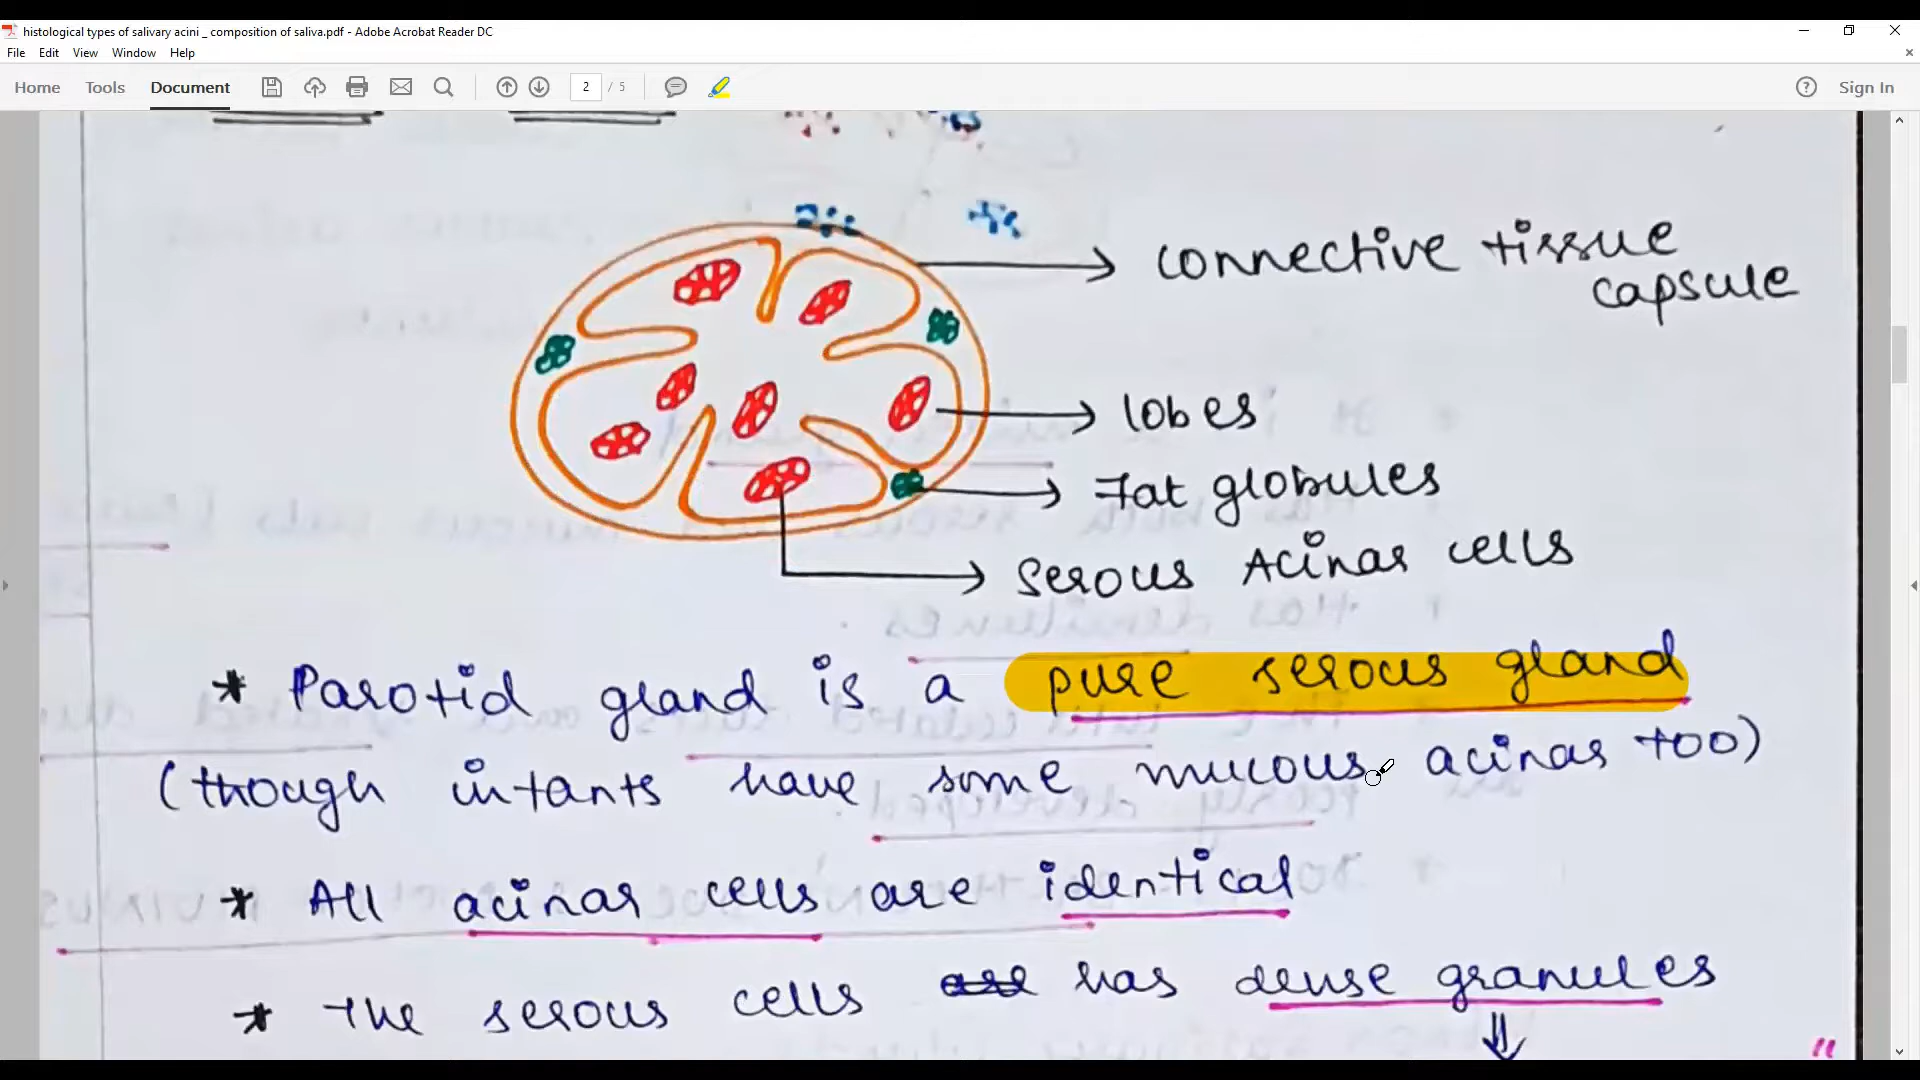 histological types of salivary acini _ composition of saliva.pdf - Adobe Acrobat Reader DC
File Edit View Window Help
Home Tools Document 2 / 5 Sign In
connective tissue
capsule
lobes
Fat globules
serous Acinar cells
* Parotid gland is a pure serous gland
(though infants have some mucous acinar too)
* All acinar cells are identical
* The serous cells has dense granules